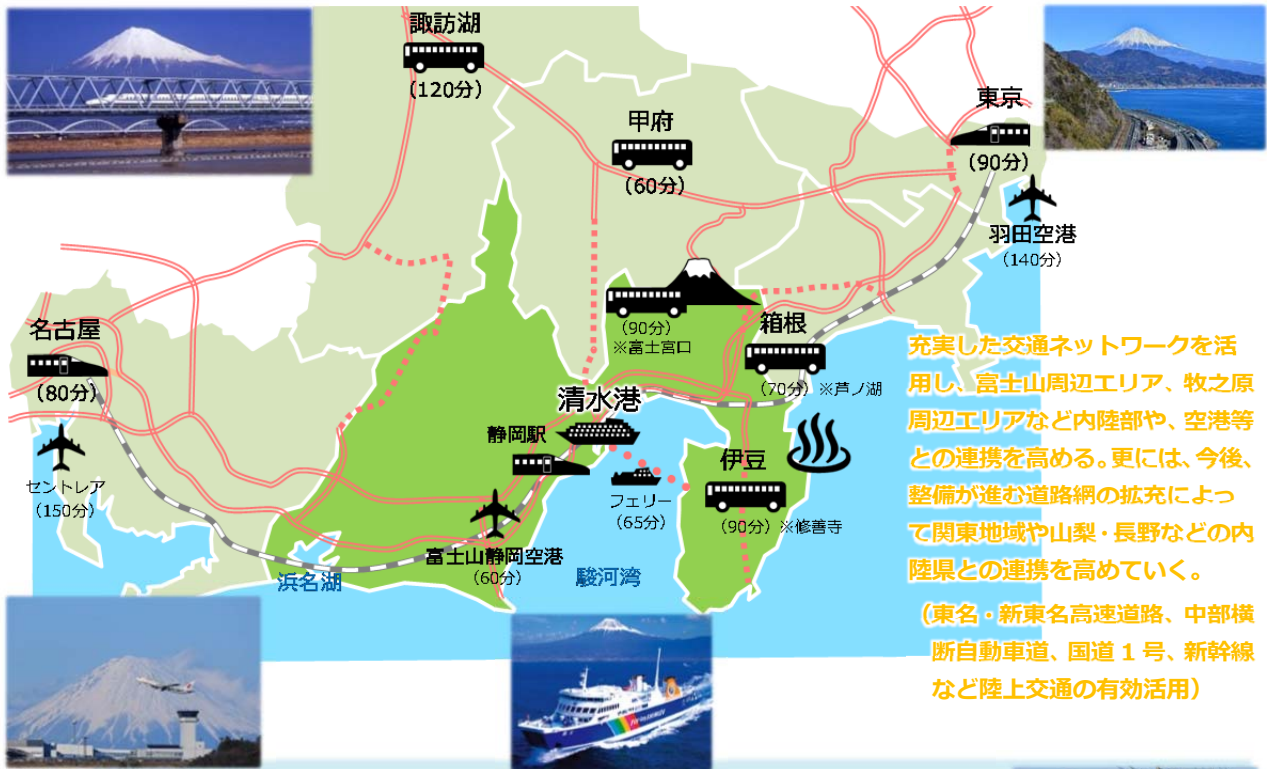 諏訪湖
(120分)
甲府
(60分)
東京
(90分)
羽田空港
(140分)
名古屋
(80分)
セントレア
(150分)
(90分)
※富士宮口
箱根
(70分) ※芦ノ湖
清水港
静岡駅
フェリー
(65分)
伊豆
(90分) ※修善寺
富士山静岡空港
(60分)
浜名湖
駿河湾
充実した交通ネットワークを活
用し、富士山周辺エリア、牧之原
周辺エリアなど内陸部や、空港等
との連携を高める。更には、今後、
整備が進む道路網の拡充によっ
て関東地域や山梨・長野などの内
陸県との連携を高めていく。
(東名・新東名高速道路、中部横
断自動車道、国道1号、新幹線
など陸上交通の有効活用)